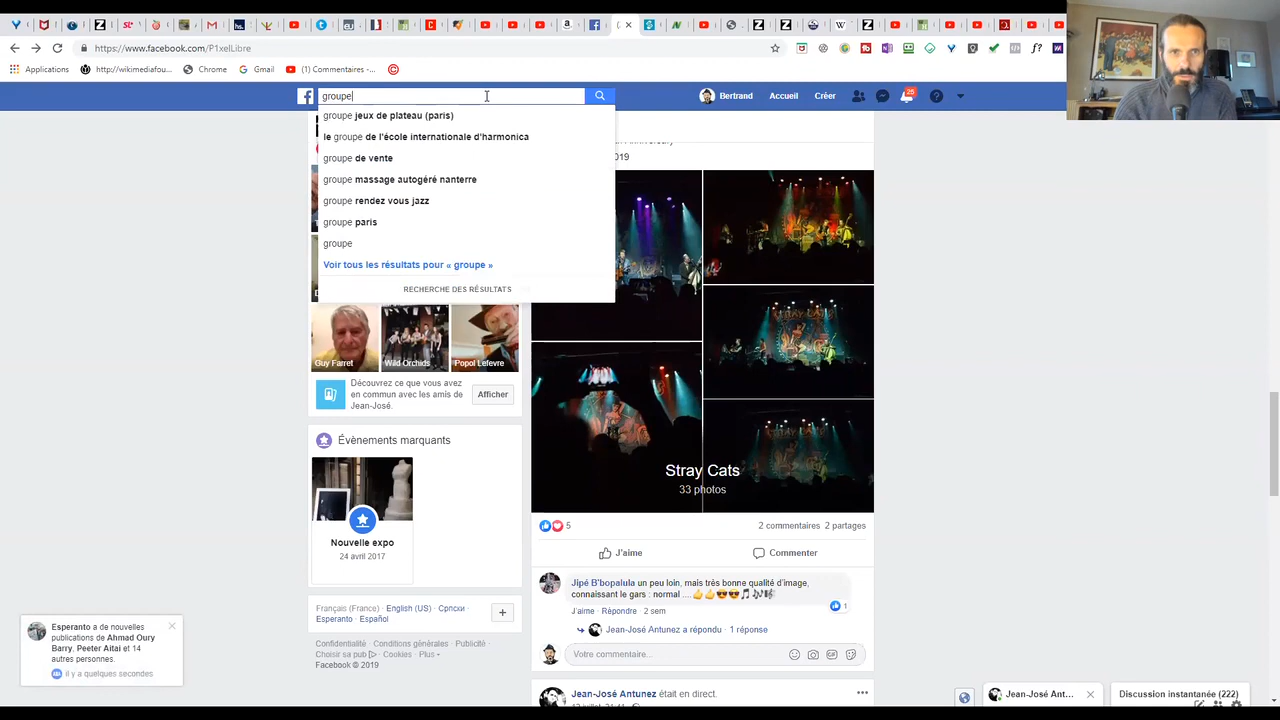 https://www.facebook.com/P1xelLibre
Applications
http://wikimediafou...
Chrome
Gmail
(1) Commentaires -...
groupe
Bertrand
Accueil
Créer
25
groupe jeux de plateau (paris)
le groupe de l'école internationale d'harmonica
groupe de vente
groupe massage autogéré nanterre
groupe rendez vous jazz
groupe paris
groupe
Voir tous les résultats pour « groupe »
RECHERCHE DES RÉSULTATS
2019
Guy Farret
Wild Orchids
Popol Lefevre
Découvrez ce que vous avez
en commun avec les amis de
Jean-José.
Afficher
Évènements marquants
Nouvelle expo
24 avril 2017
Français (France) · English (US) · Српски ·
Esperanto · Español
Confidentialité · Conditions générales · Publicité ·
Choisir sa pub · Cookies · Plus
Facebook © 2019
Stray Cats
33 photos
5
2 commentaires 2 partages
J'aime
Commenter
Jipé B'bopalula un peu loin, mais très bonne qualité d'image,
connaissant le gars : normal ....
1
J'aime · Répondre · 2 sem
Jean-José Antunez a répondu · 1 réponse
Votre commentaire...
Jean-José Antunez était en direct.
Esperanto a de nouvelles
publications de Ahmad Oury
Barry, Peeter Aitai et 14
autres personnes.
il y a quelques secondes
Jean-José Ant...
Discussion instantanée (222)